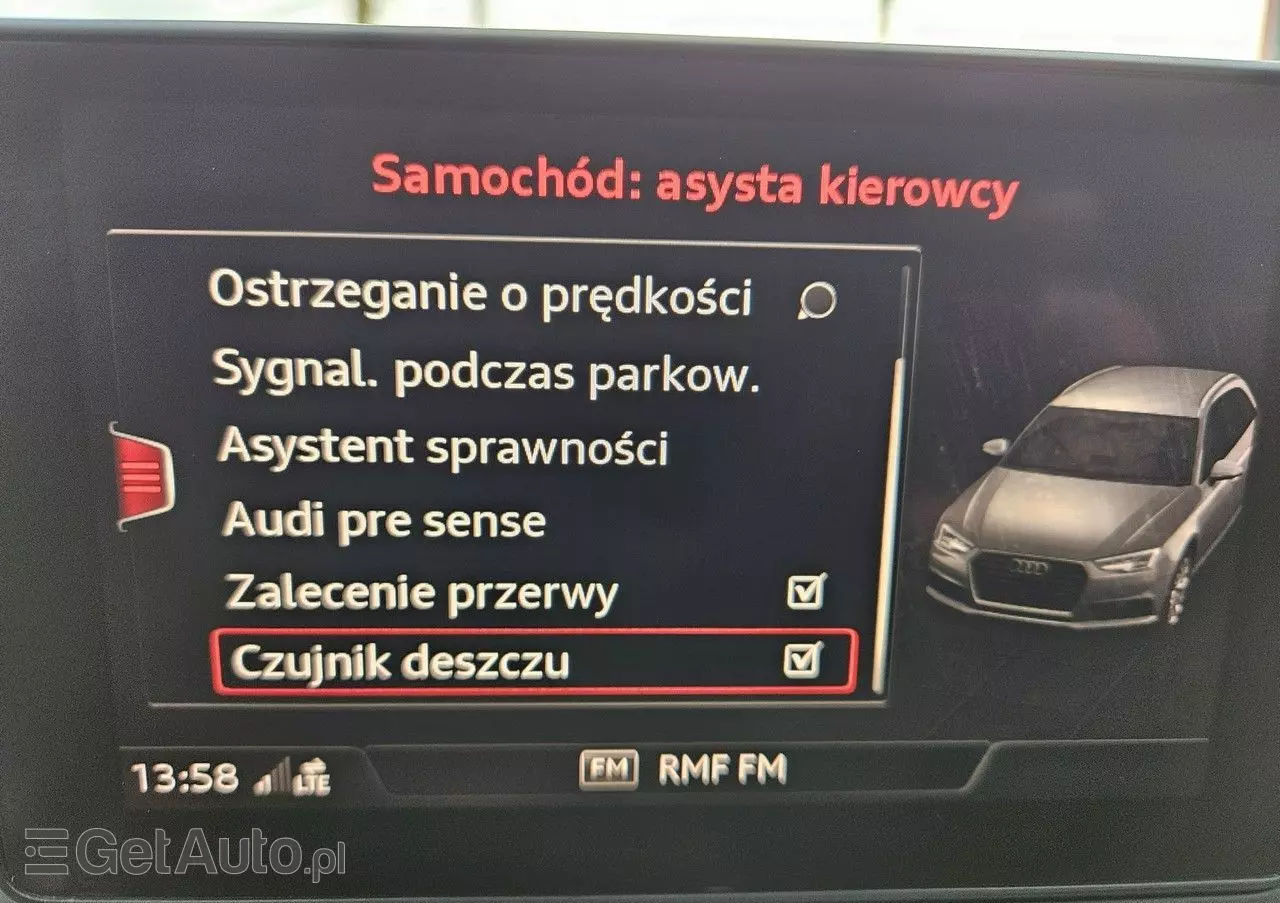 Samochód: asysta kierowcy
Ostrzeganie o prędkości
Sygnal. podczas parkow.
Asystent sprawności
Audi pre sense
Zalecenie przerwy
Czujnik deszczu
13:58 LTE FM RMF FM
GetAuto.pl